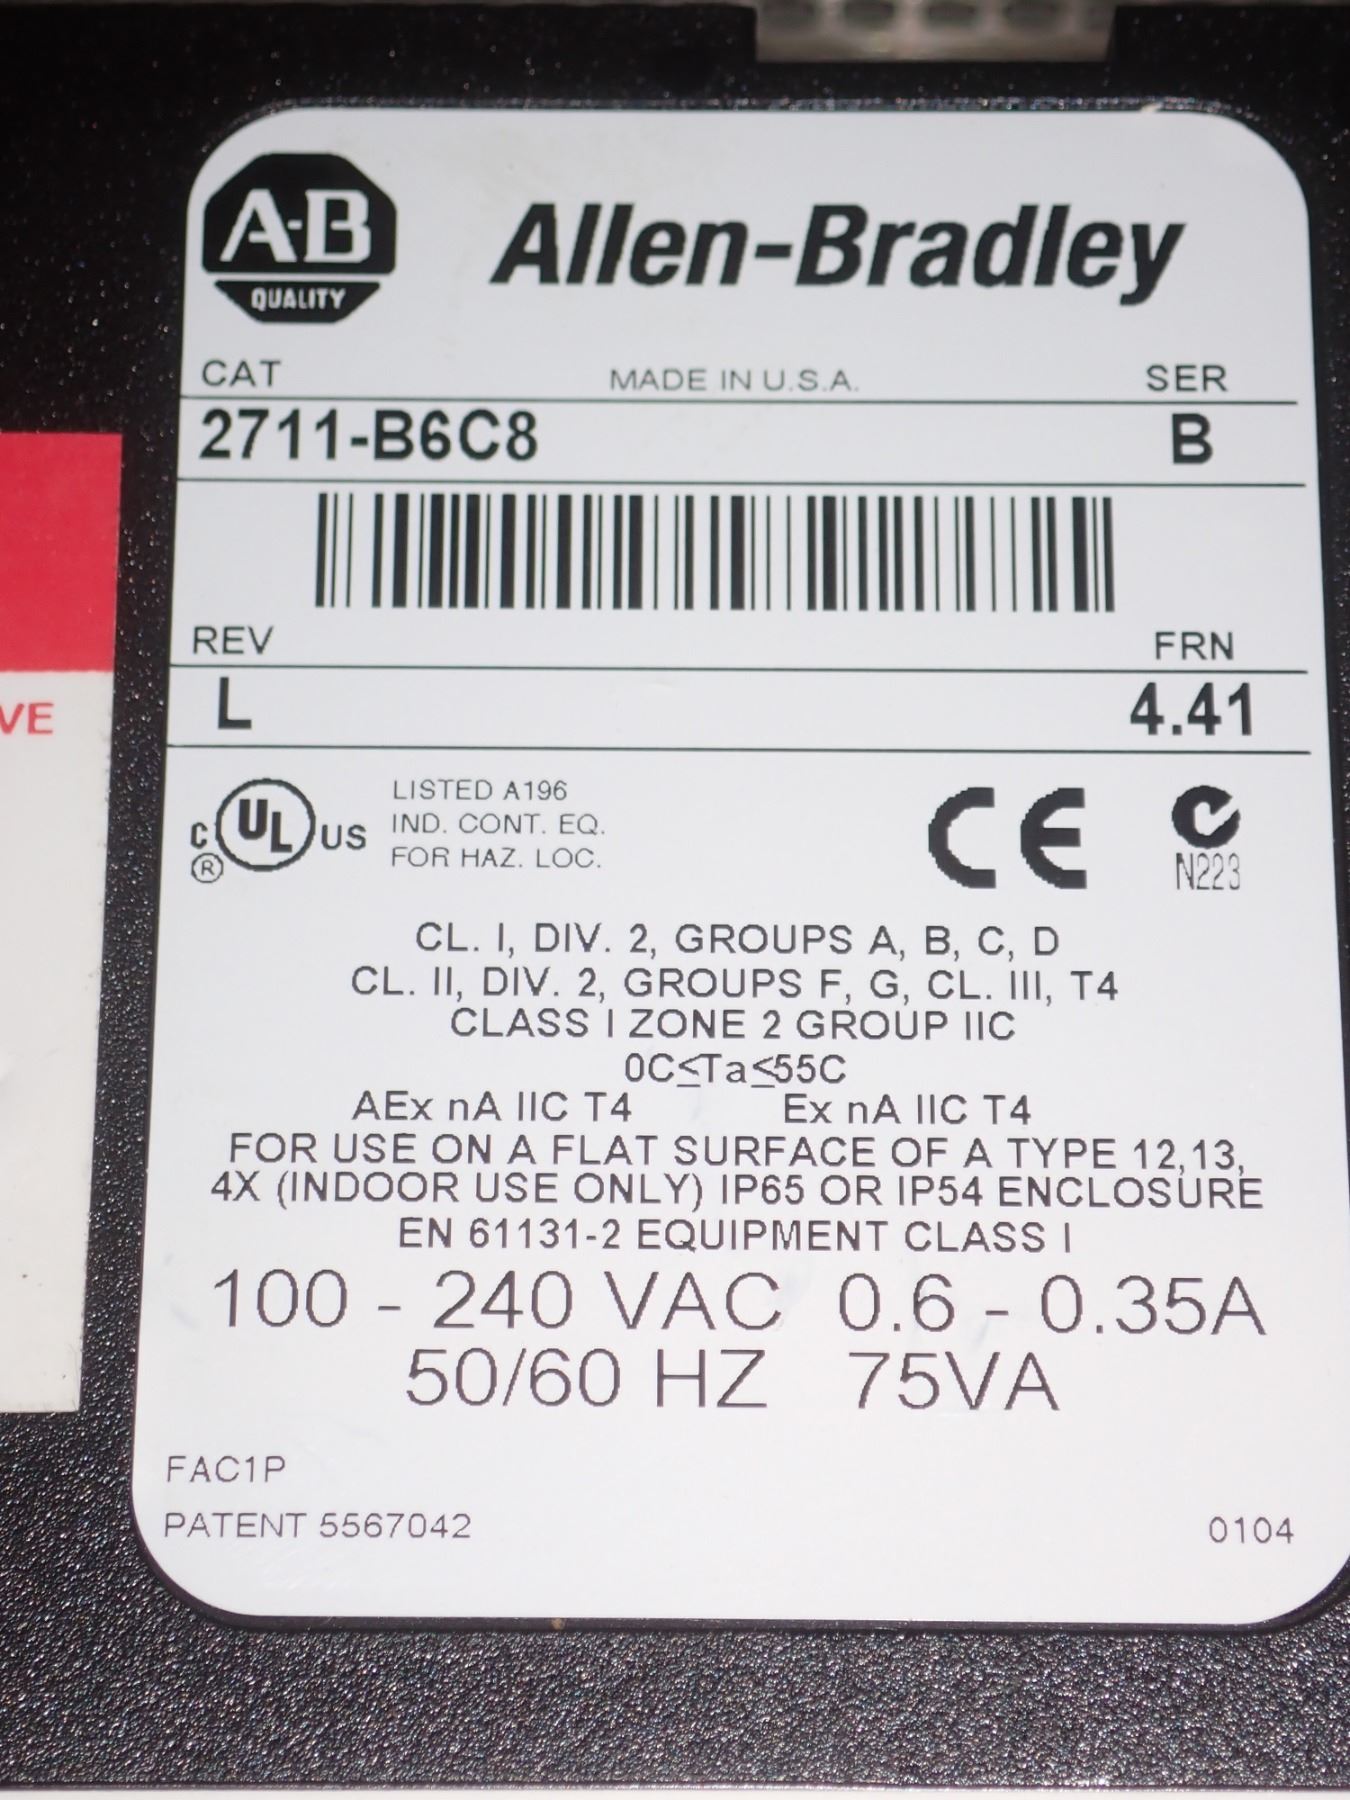 A-B
QUALITY
Allen-Bradley
CAT MADE IN U.S.A. SER
2711-B6C8 B
REV FRN
L 4.41
VE
C UL US
®
LISTED A196
IND. CONT. EQ.
FOR HAZ. LOC.
CE
N223
CL. I, DIV. 2, GROUPS A, B, C, D
CL. II, DIV. 2, GROUPS F, G, CL. III, T4
CLASS I ZONE 2 GROUP IIC
0C≤Ta≤55C
AEx nA IIC T4 Ex nA IIC T4
FOR USE ON A FLAT SURFACE OF A TYPE 12,13,
4X (INDOOR USE ONLY) IP65 OR IP54 ENCLOSURE
EN 61131-2 EQUIPMENT CLASS I
100 - 240 VAC 0.6 - 0.35A
50/60 HZ 75VA
FAC1P
PATENT 5567042 0104